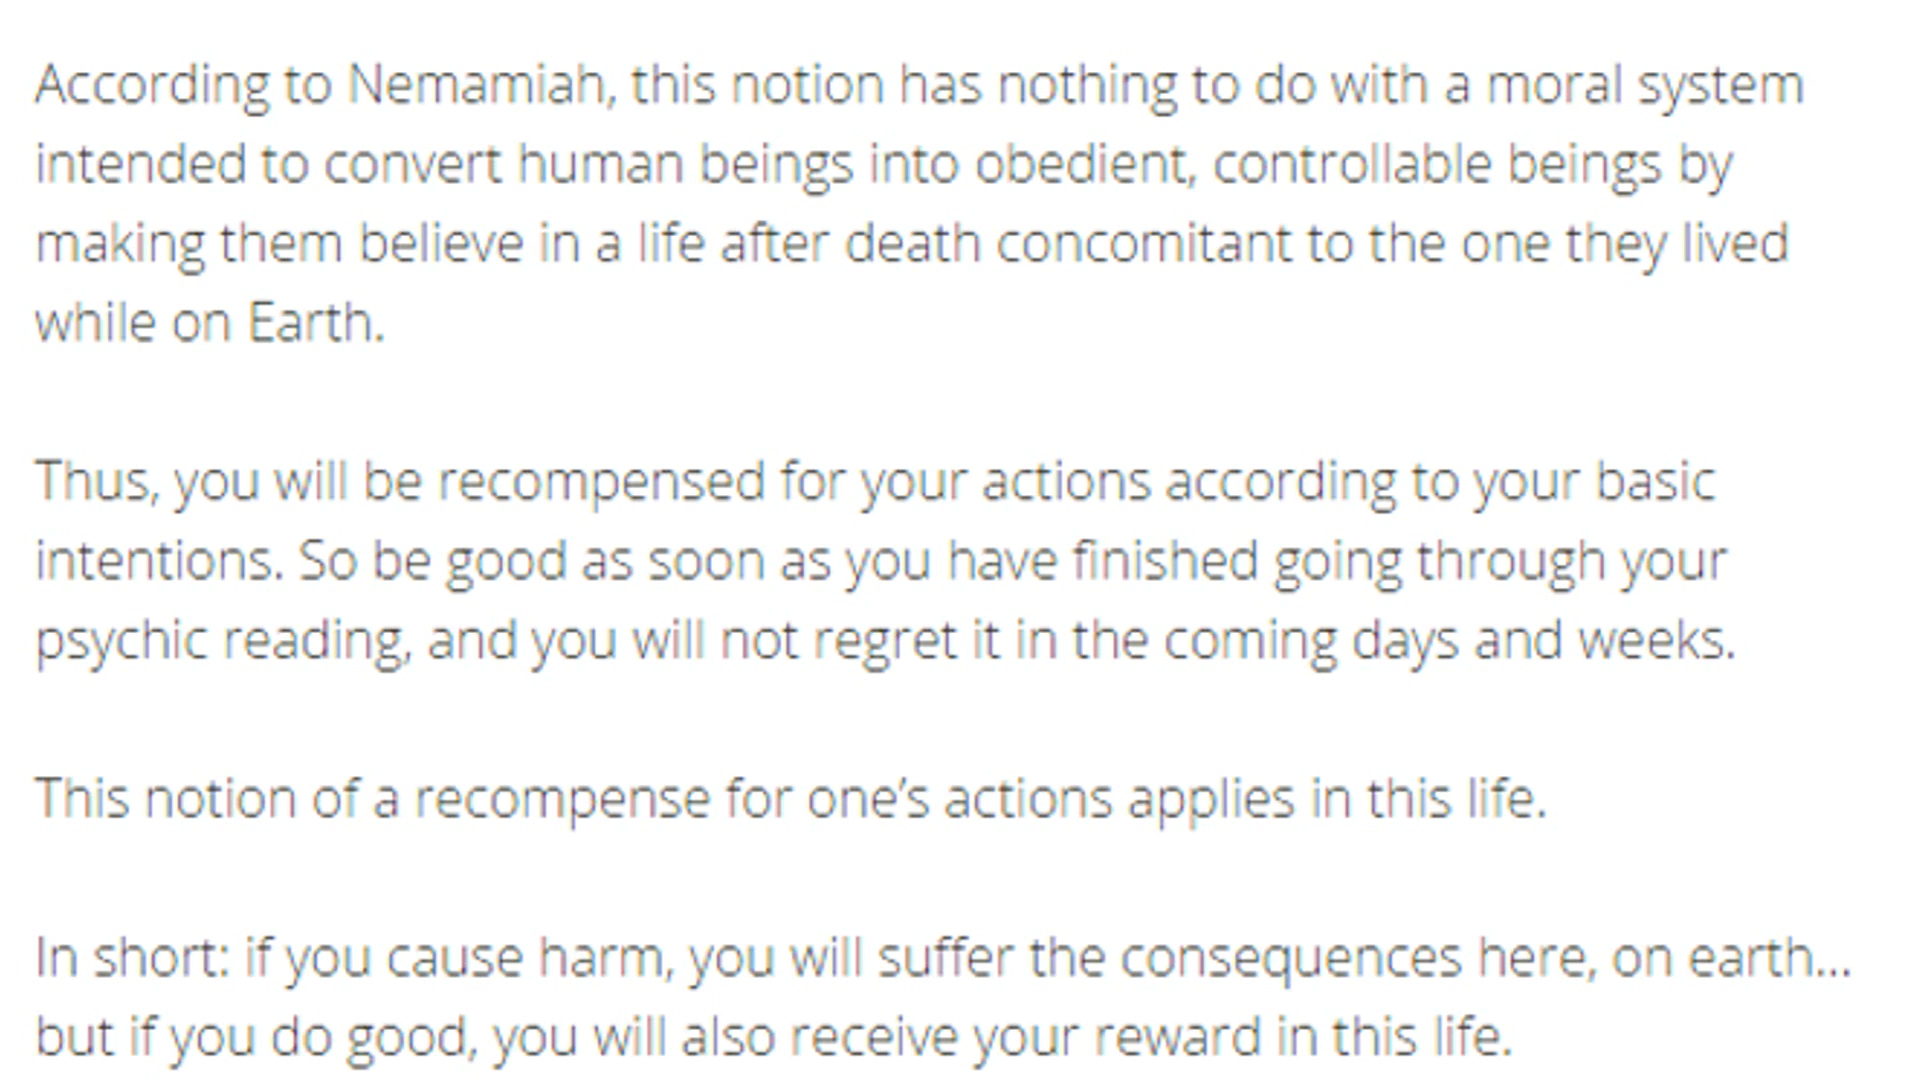 According to Nemamiah, this notion has nothing to do with a moral system
intended to convert human beings into obedient, controllable beings by
making them believe in a life after death concomitant to the one they lived
while on Earth.
Thus, you will be recompensed for your actions according to your basic
intentions. So be good as soon as you have finished going through your
psychic reading, and you will not regret it in the coming days and weeks.
This notion of a recompense for one’s actions applies in this life.
In short: if you cause harm, you will suffer the consequences here, on earth...
but if you do good, you will also receive your reward in this life.